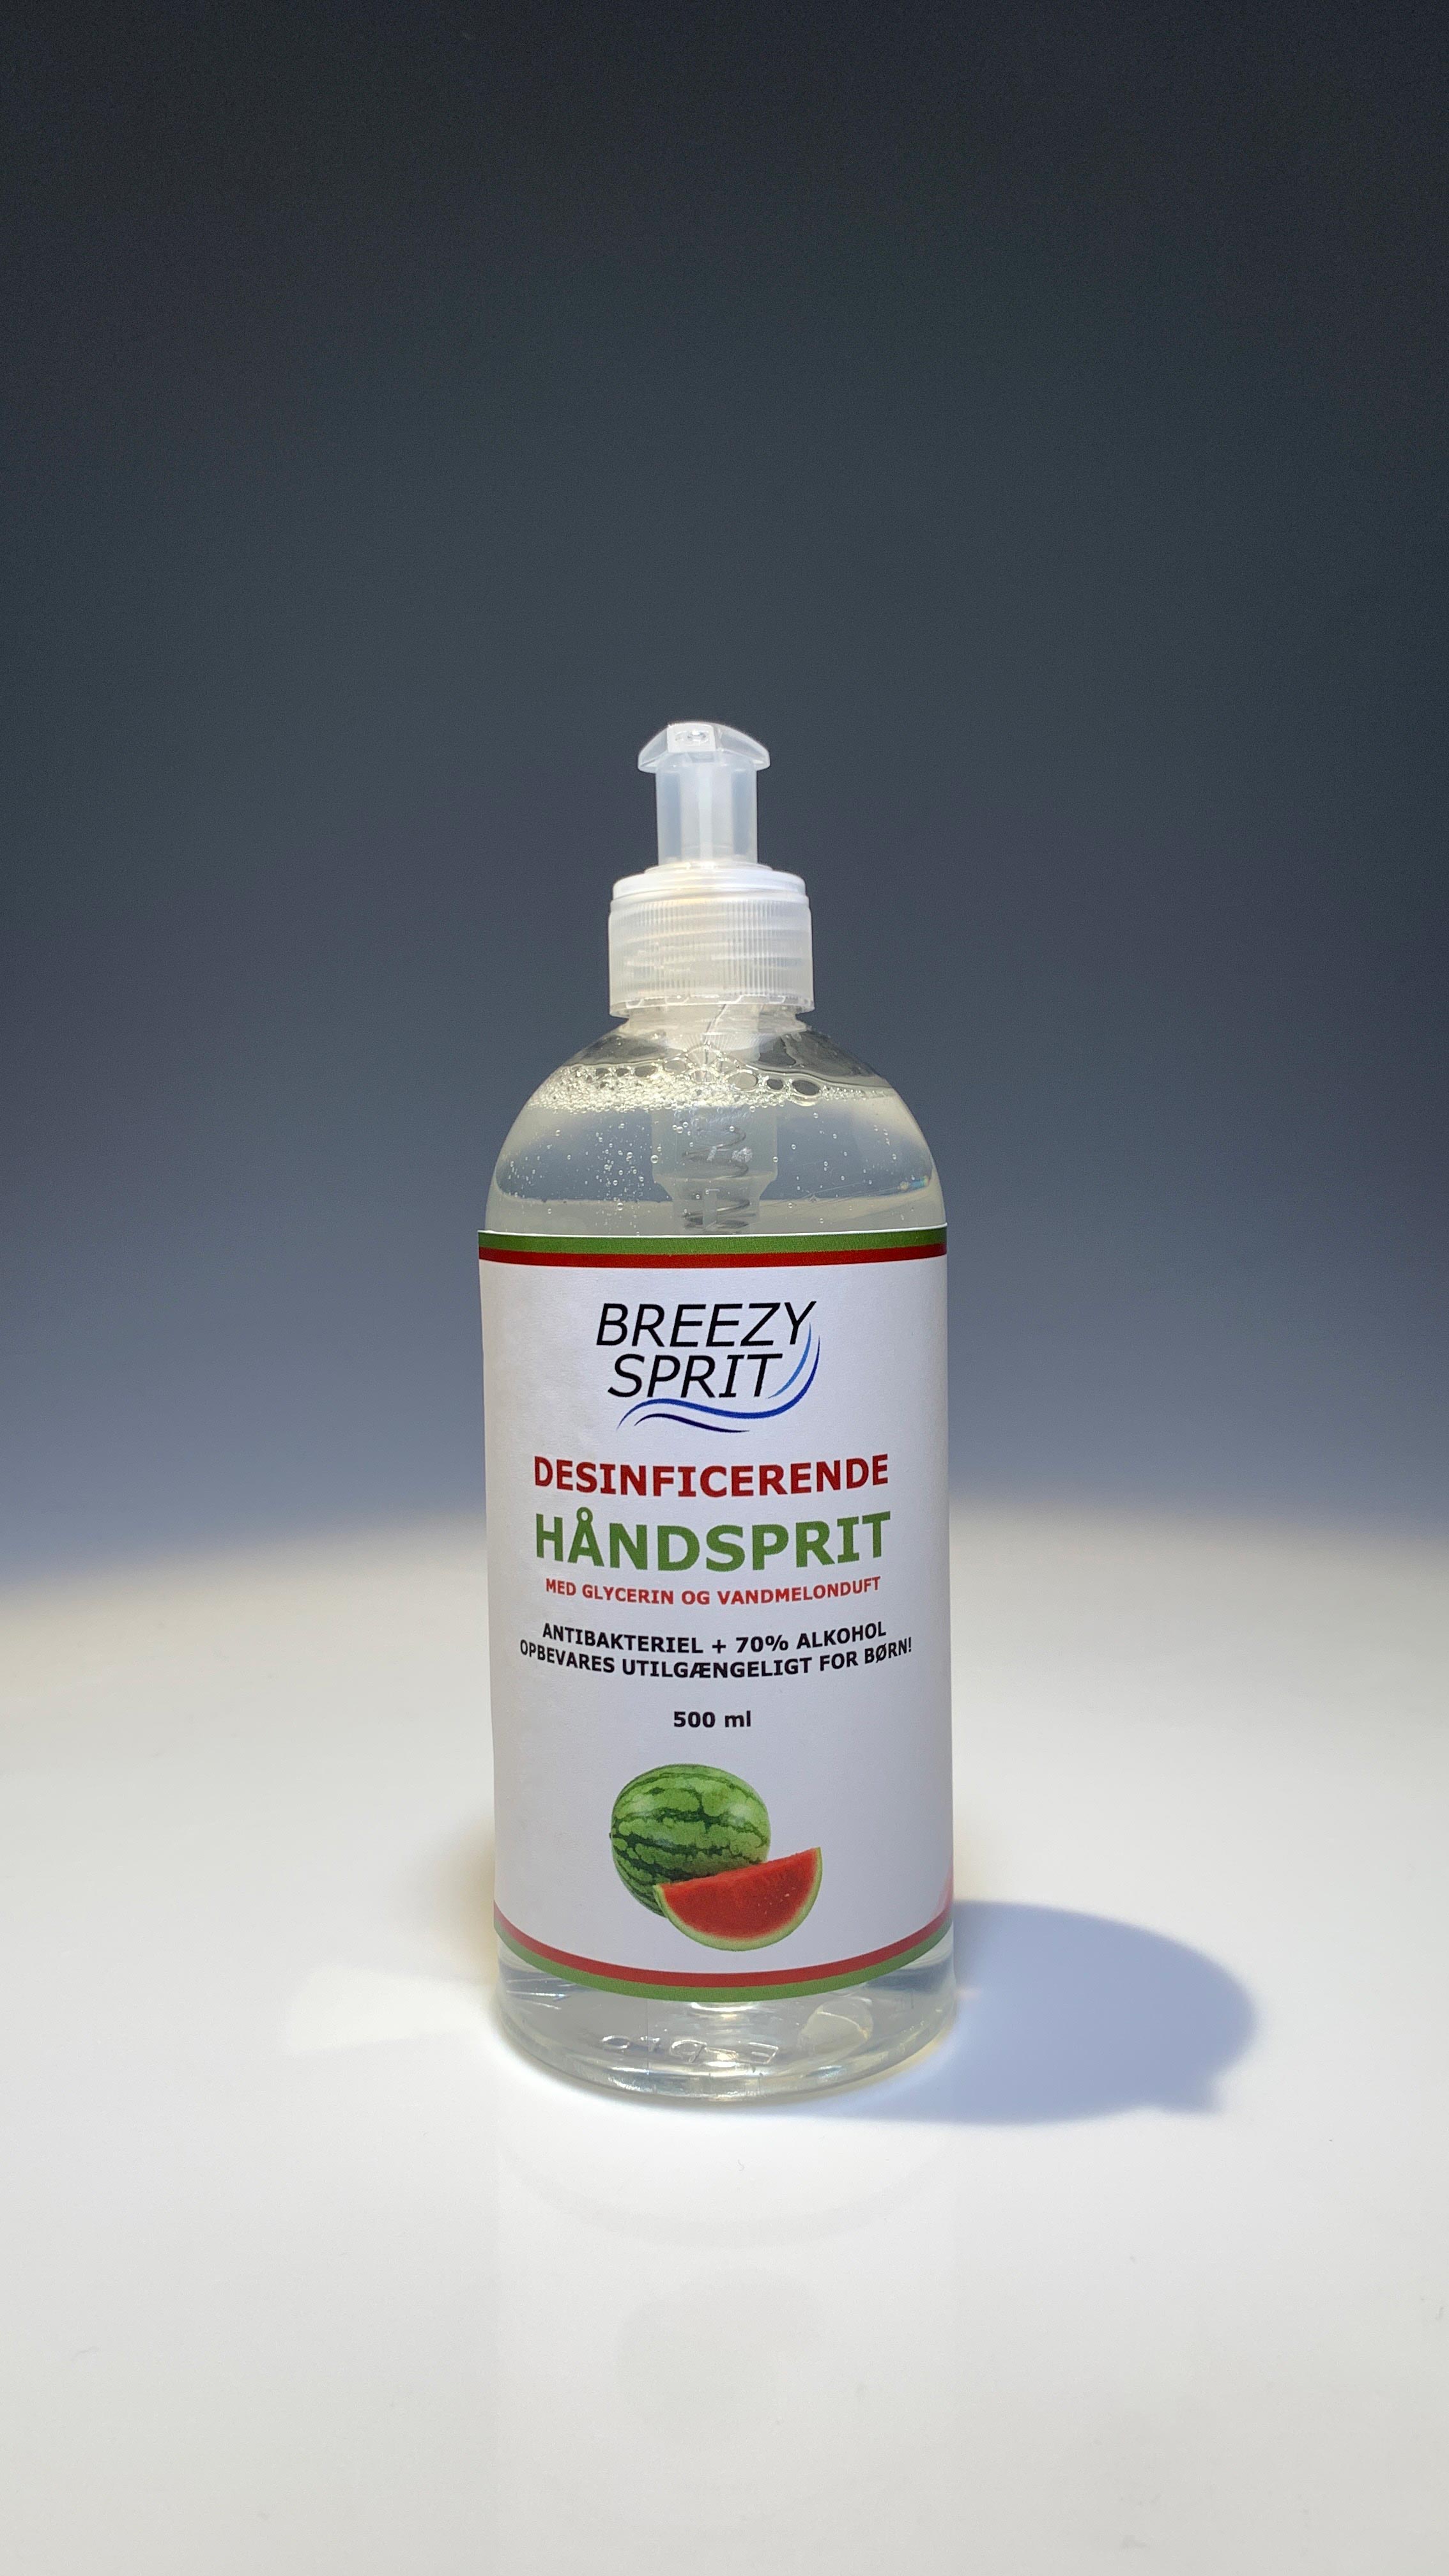 BREEZY
SPRIT
DESINFICERENDE
HÅNDSPRIT
MED GLYCERIN OG VANDMELONDUFT
ANTIBAKTERIEL + 70% ALKOHOL
OPBEVARES UTILGÆNGELIGT FOR BØRN!
500 ml